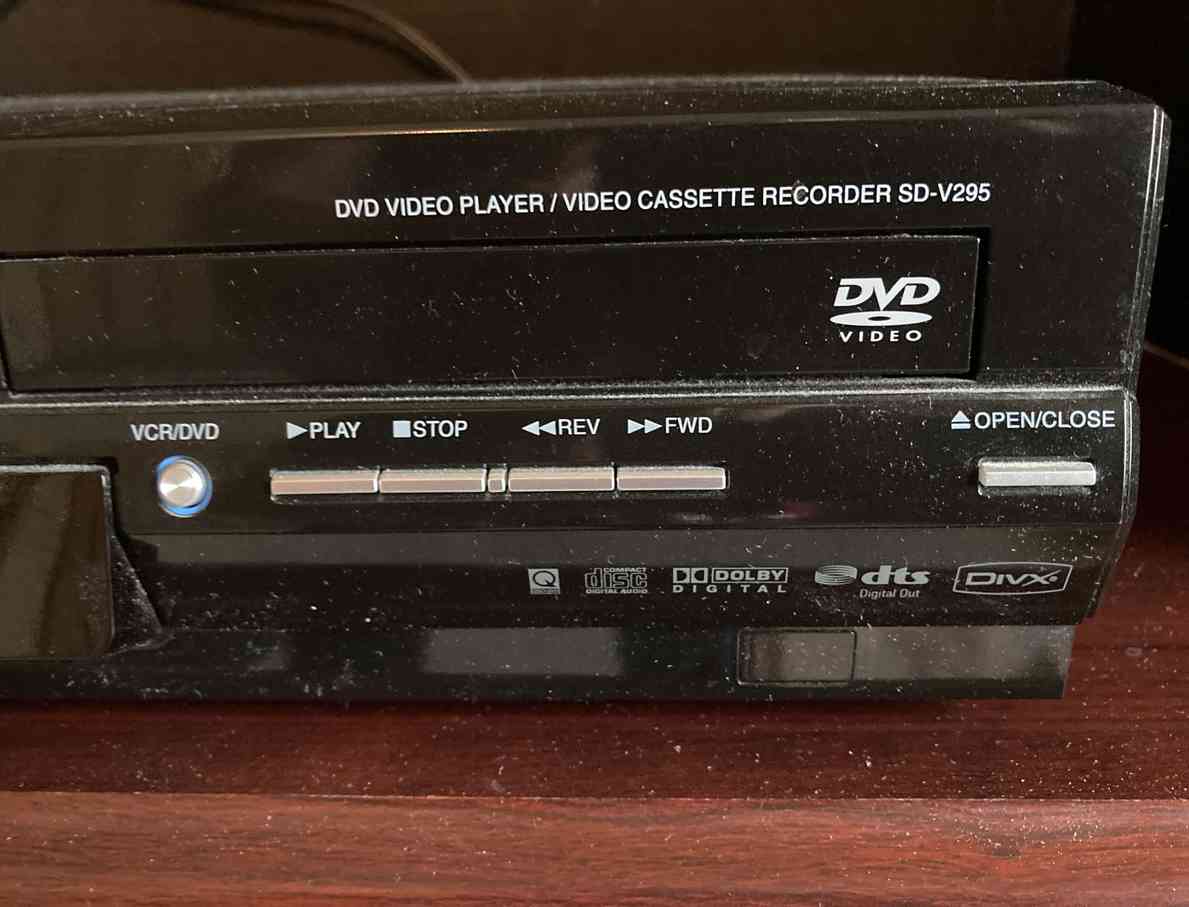 DVD VIDEO PLAYER / VIDEO CASSETTE RECORDER SD-V295
DVD
VIDEO
VCR/DVD ▶PLAY ■STOP ◀◀REV ▶▶FWD ⏏OPEN/CLOSE
Q
COMPACT
disc
DIGITAL AUDIO
DOLBY
DIGITAL
dts
Digital Out
DIVX